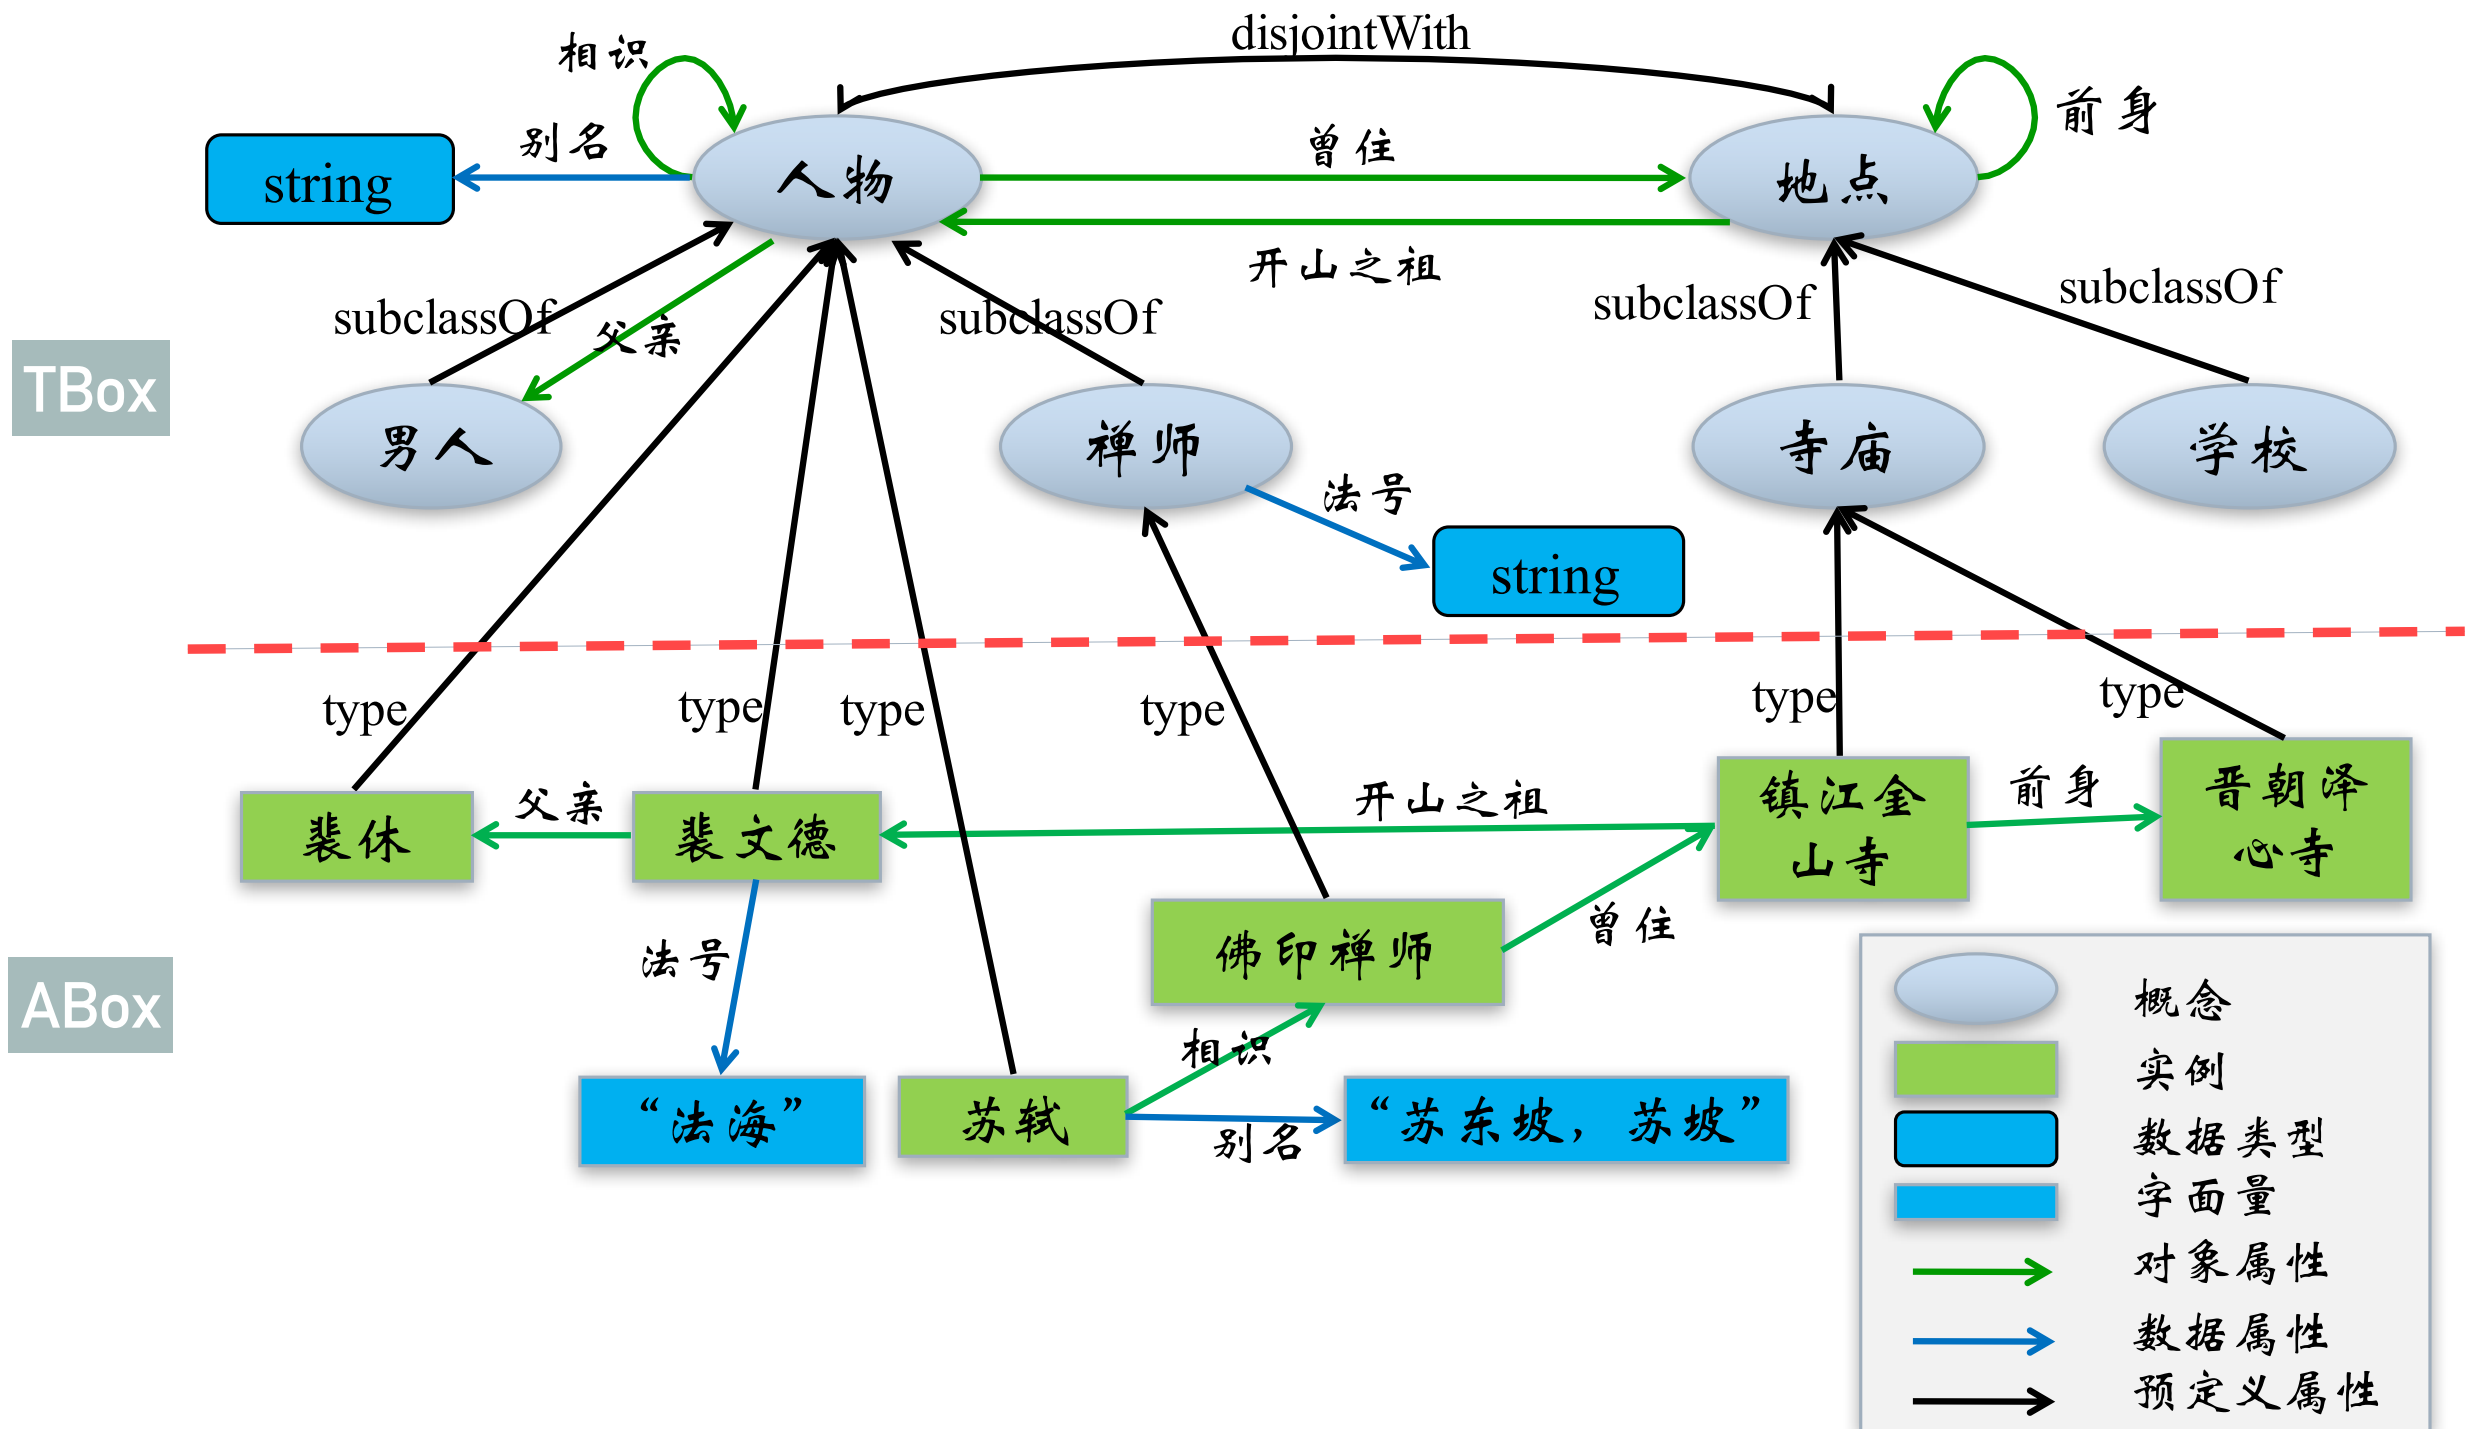 disjointWith
相识
前身
别名
曾住
string
人物
地点
开山之祖
subclassOf
父亲
subclassOf
subclassOf
subclassOf
TBox
男人
禅师
寺庙
学校
法号
string
type
type
type
type
type
type
裴休
父亲
裴文德
开山之祖
镇江金
山寺
前身
晋朝泽
心寺
法号
佛印禅师
曾住
ABox
相识
“法海”
苏轼
别名
“苏东坡，苏坡”
概念
实例
数据类型
字面量
对象属性
数据属性
预定义属性